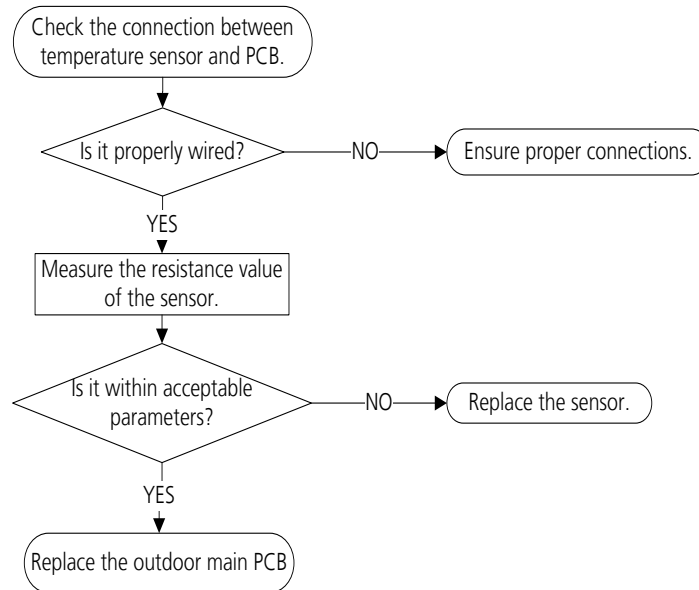 Check the connection between
temperature sensor and PCB.
Is it properly wired?
NO
Ensure proper connections.
YES
Measure the resistance value
of the sensor.
Is it within acceptable
parameters?
NO
Replace the sensor.
YES
Replace the outdoor main PCB